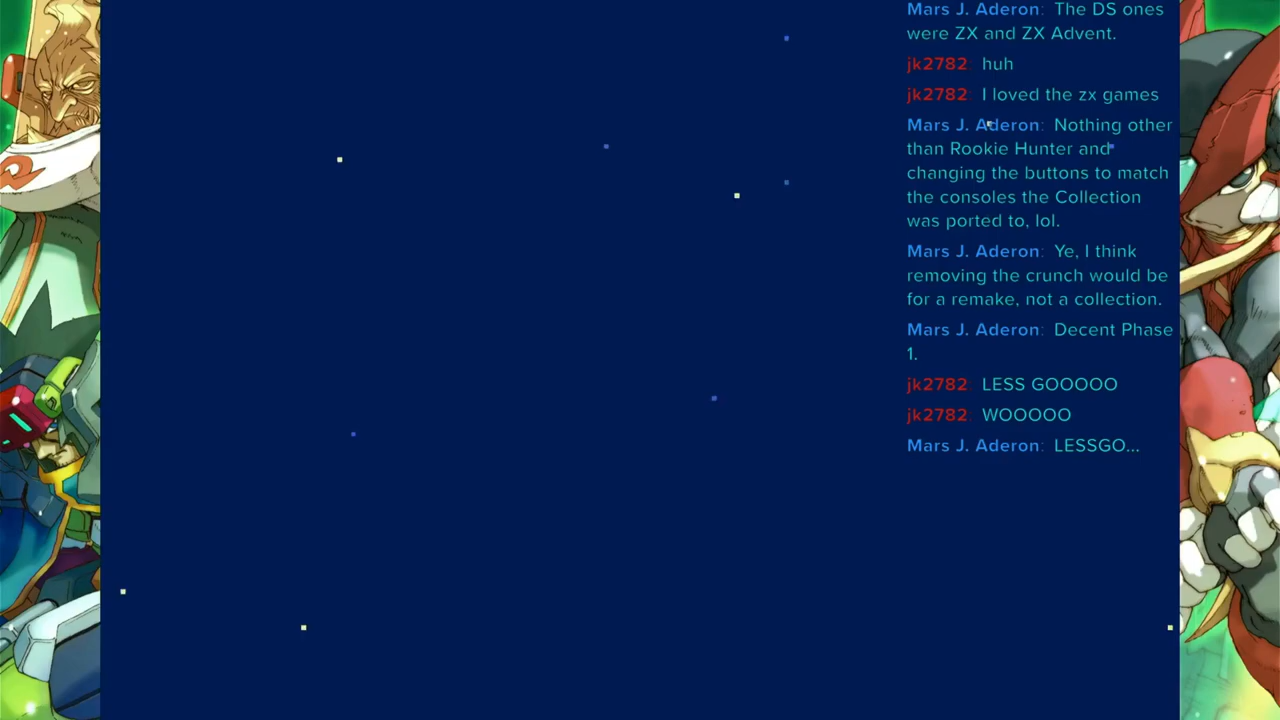 Mars J. Aderon: The DS ones
were ZX and ZX Advent.
jk2782: huh
jk2782: I loved the zx games
Mars J. Aderon: Nothing other
than Rookie Hunter and
changing the buttons to match
the consoles the Collection
was ported to, lol.
Mars J. Aderon: Ye, I think
removing the crunch would be
for a remake, not a collection.
Mars J. Aderon: Decent Phase
1.
jk2782: LESS GOOOOO
jk2782: WOOOOO
Mars J. Aderon: LESSGO...